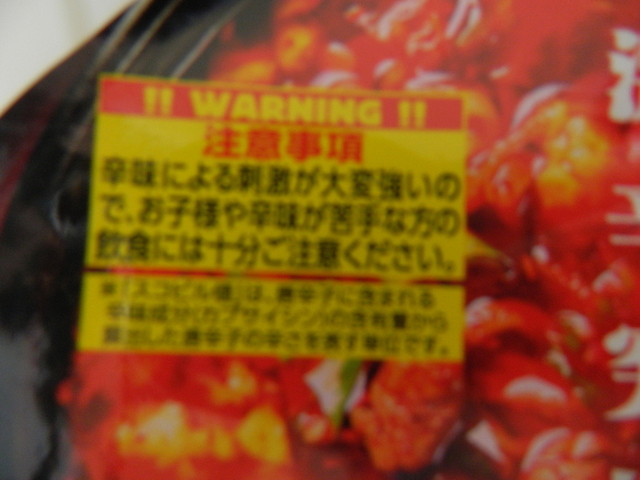 !! WARNING !!
注意事項
辛味による刺激が大変強いの
で、お子様や辛味が苦手な方の
飲食には十分ご注意ください。
※「スコビル値」は、唐辛子に含まれる
辛味成分(カプサイシン)の含有量から
算出した唐辛子の辛さを表す単位です。